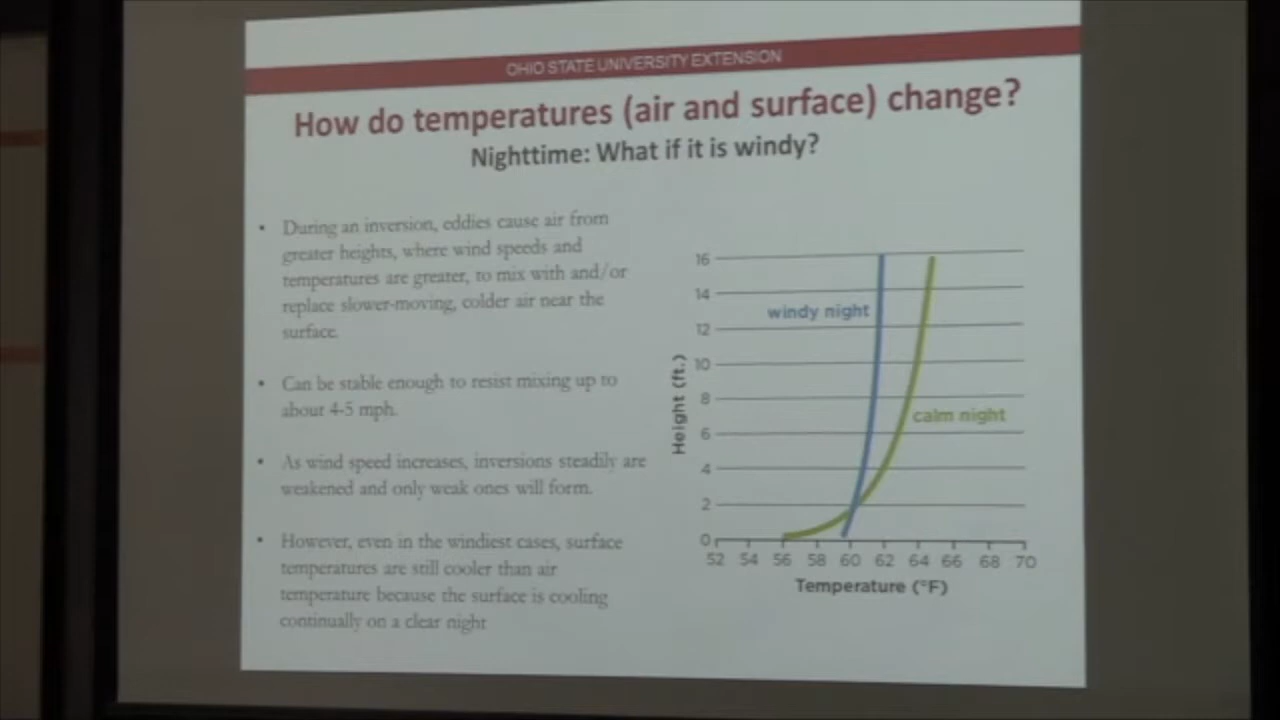 OHIO STATE UNIVERSITY EXTENSION
How do temperatures (air and surface) change?
Nighttime: What if it is windy?
• During an inversion, eddies cause air from
greater heights, where wind speeds and
temperatures are greater, to mix with and/or
replace slower-moving, colder air near the
surface.
• Can be stable enough to resist mixing up to
about 4-5 mph.
• As wind speed increases, inversions steadily are
weakened and only weak ones will form.
• However, even in the windiest cases, surface
temperatures are still cooler than air
temperature because the surface is cooling
continually on a clear night
Height (ft.)
16
14
12
10
8
6
4
2
0
windy night
calm night
52 54 56 58 60 62 64 66 68 70
Temperature (°F)